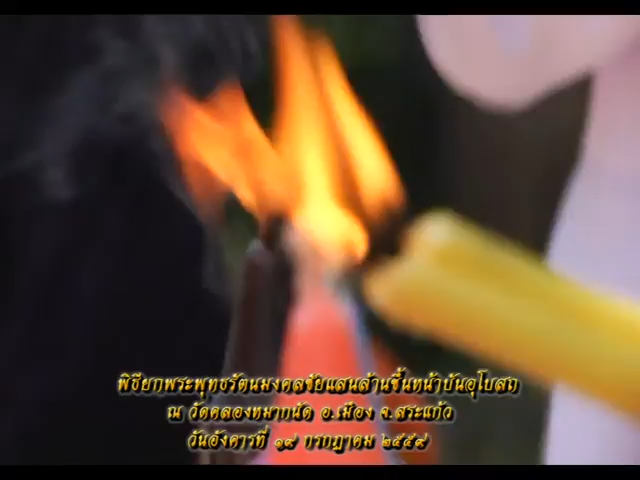 พิธียกพระพุทธรัตนมงคลชัยแสนล้านขึ้นหน้าบันอุโบสถ
ณ วัดคลองหมากนัด อ.เมือง จ.สระแก้ว
วันอังคารที่ ๑๙ กรกฎาคม ๒๕๕๙